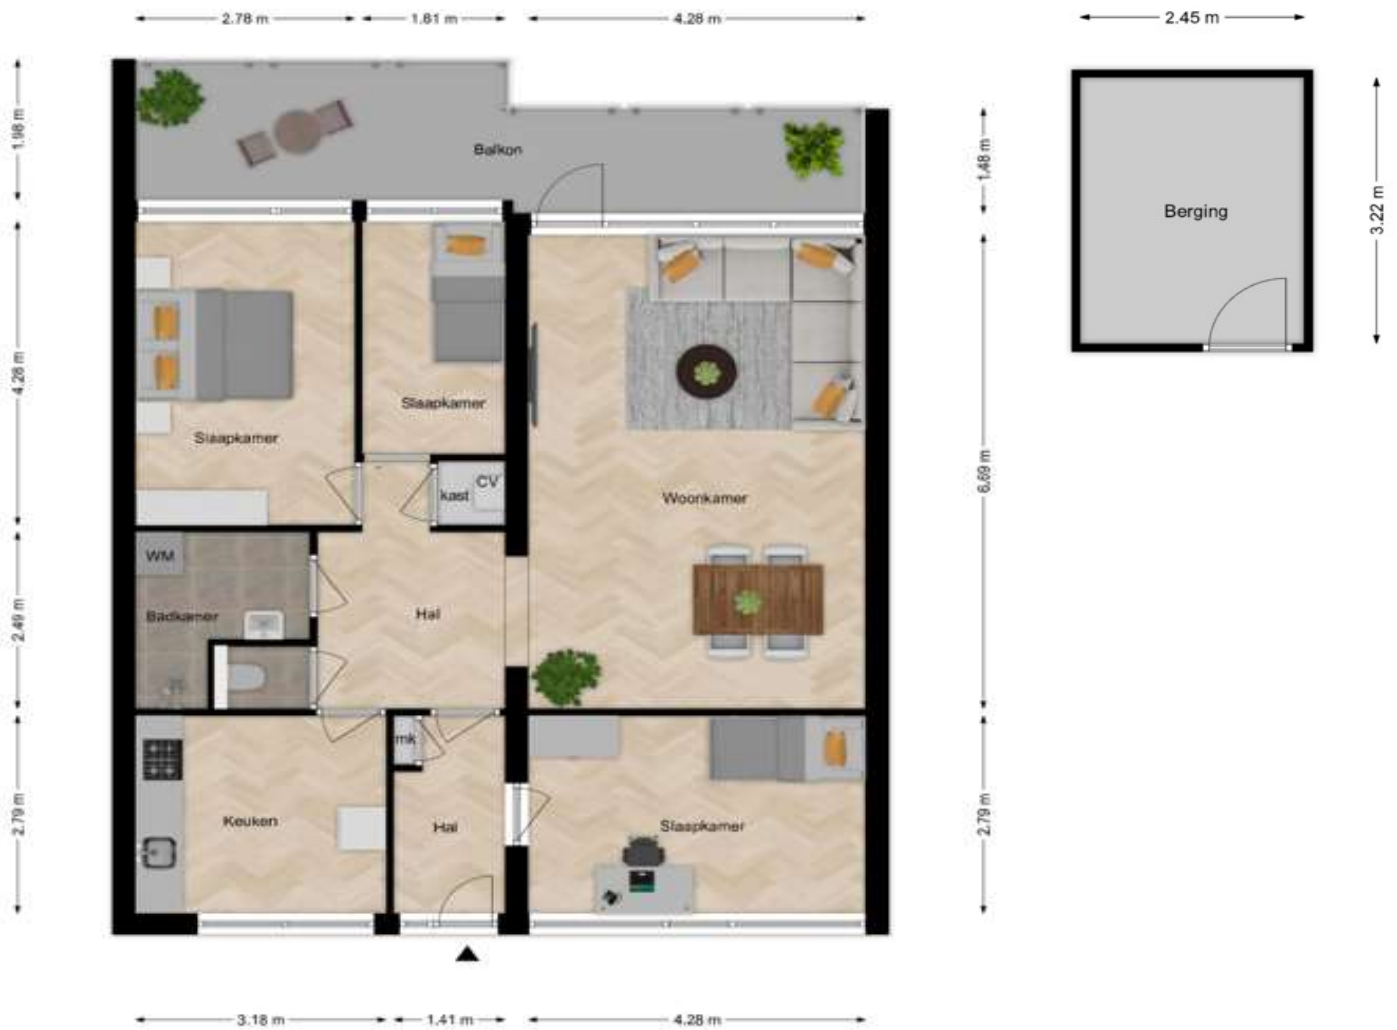 2.78 m
1.81 m
4.28 m
2.45 m
1.98 m
Balkon
1.48 m
Berging
3.22 m
4.28 m
Slaapkamer
Slaapkamer
kast
CV
Woonkamer
6.69 m
WM
Badkamer
Hal
2.49 m
mk
Keuken
Hal
Slaapkamer
2.79 m
2.79 m
3.18 m
1.41 m
4.28 m